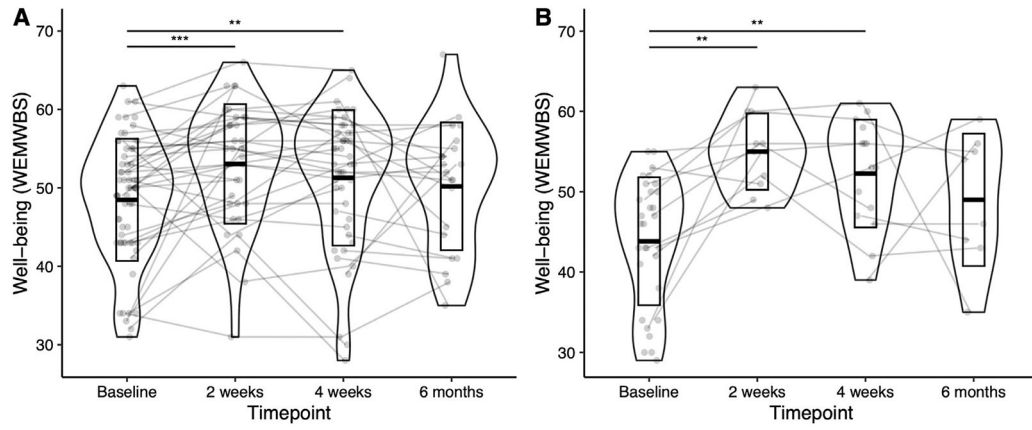 A
Well−being (WEMWBS)
70
60
50
40
30
**
***
Baseline
2 weeks
4 weeks
6 months
Timepoint
B
Well−being (WEMWBS)
70
60
50
40
30
**
**
Baseline
2 weeks
4 weeks
6 months
Timepoint